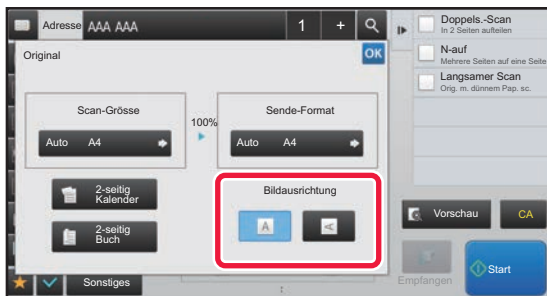 Adresse AAA AAA 1 +
Original OK
Scan-Grösse
Auto A4
100%
Sende-Format
Auto A4
2-seitig
Kalender
2-seitig
Buch
Bildausrichtung
A A
Sonstiges
Doppels.-Scan
In 2 Seiten aufteilen
N-auf
Mehrere Seiten auf eine Seite
Langsamer Scan
Orig. m. dünnem Pap. sc.
Vorschau CA
Empfangen
Start